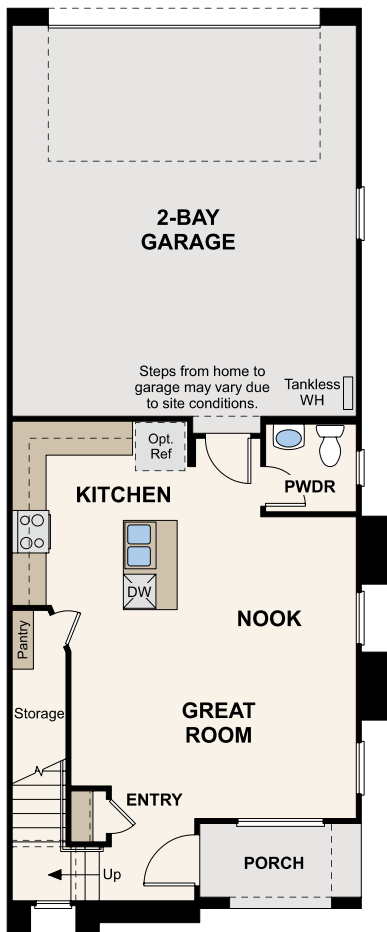 2-BAY
GARAGE
Steps from home to
garage may vary due
to site conditions.
Tankless
WH
Opt.
Ref
PWDR
KITCHEN
DW
NOOK
Pantry
Storage
GREAT
ROOM
ENTRY
PORCH
Up